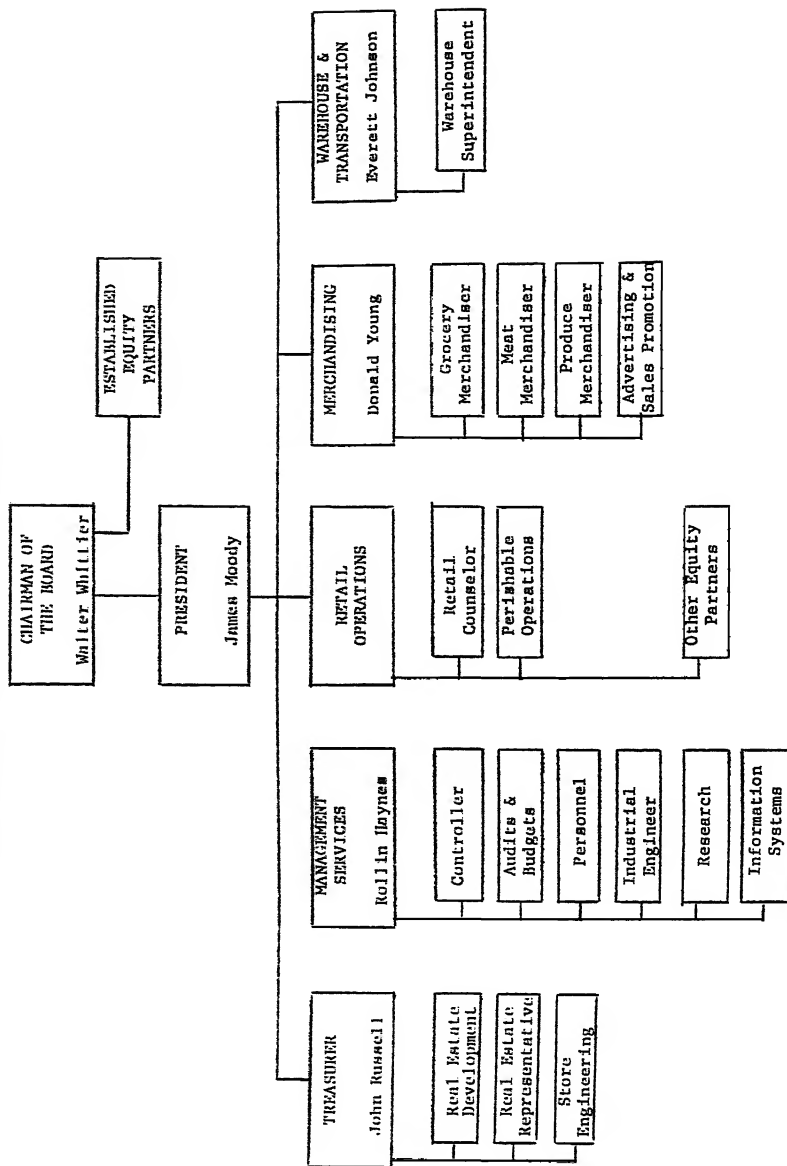 CHAIRMAN OF
THE BOARD
Walter Whittier
ESTABLISHED
EQUITY
PARTNERS
PRESIDENT
James Moody
TREASURER
John Russell
Real Estate
Development
Real Estate
Representative
Store
Engineering
MANAGEMENT
SERVICES
Rollin Haynes
Controller
Audits &
Budgets
Personnel
Industrial
Engineer
Research
Information
Systems
RETAIL
OPERATIONS
Retail
Counselor
Perishable
Operations
Other Equity
Partners
MERCHANDISING
Donald Young
Grocery
Merchandiser
Meat
Merchandiser
Produce
Merchandiser
Advertising &
Sales Promotion
WAREHOUSE &
TRANSPORTATION
Everett Johnson
Warehouse
Superintendent